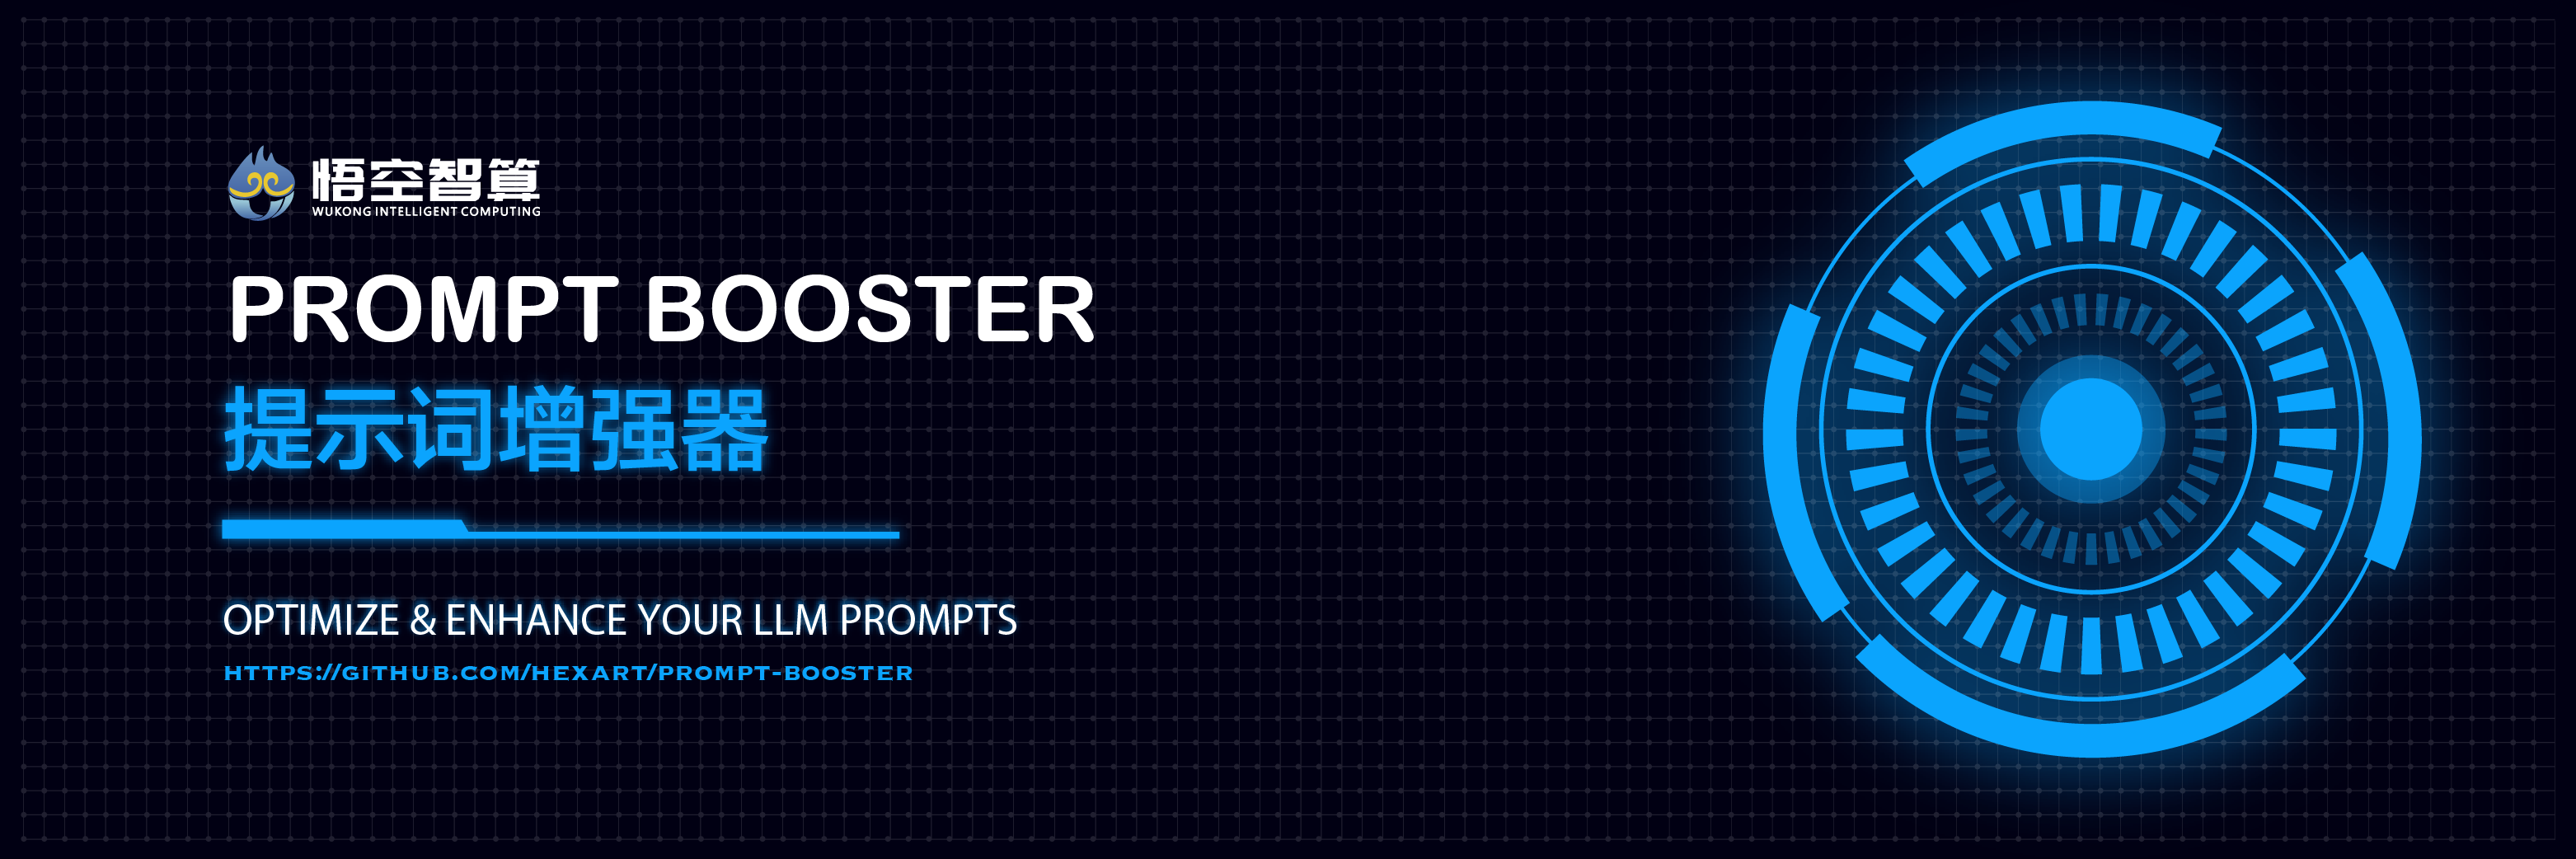 悟空智算
WUKONG INTELLIGENT COMPUTING
PROMPT BOOSTER
提示词增强器
OPTIMIZE & ENHANCE YOUR LLM PROMPTS
HTTPS://GITHUB.COM/HEXART/PROMPT-BOOSTER